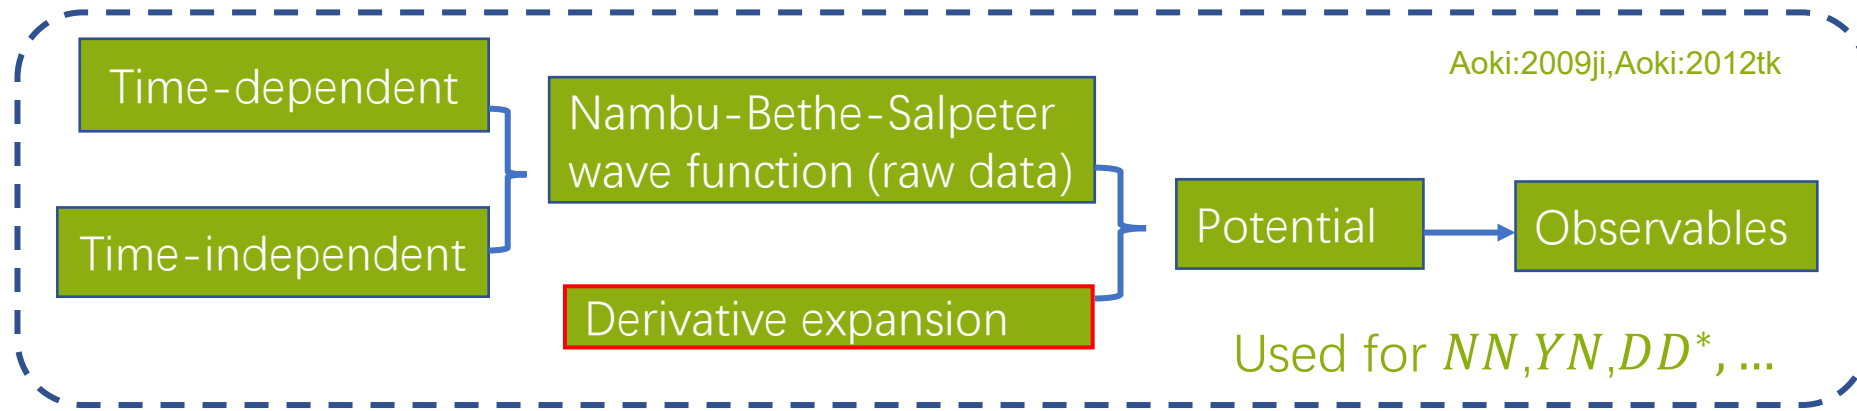 Time-dependent
Time-independent
Nambu-Bethe-Salpeter
wave function (raw data)
Derivative expansion
Potential
Observables
Aoki:2009ji,Aoki:2012tk
Used for NN,YN,DD*, ...